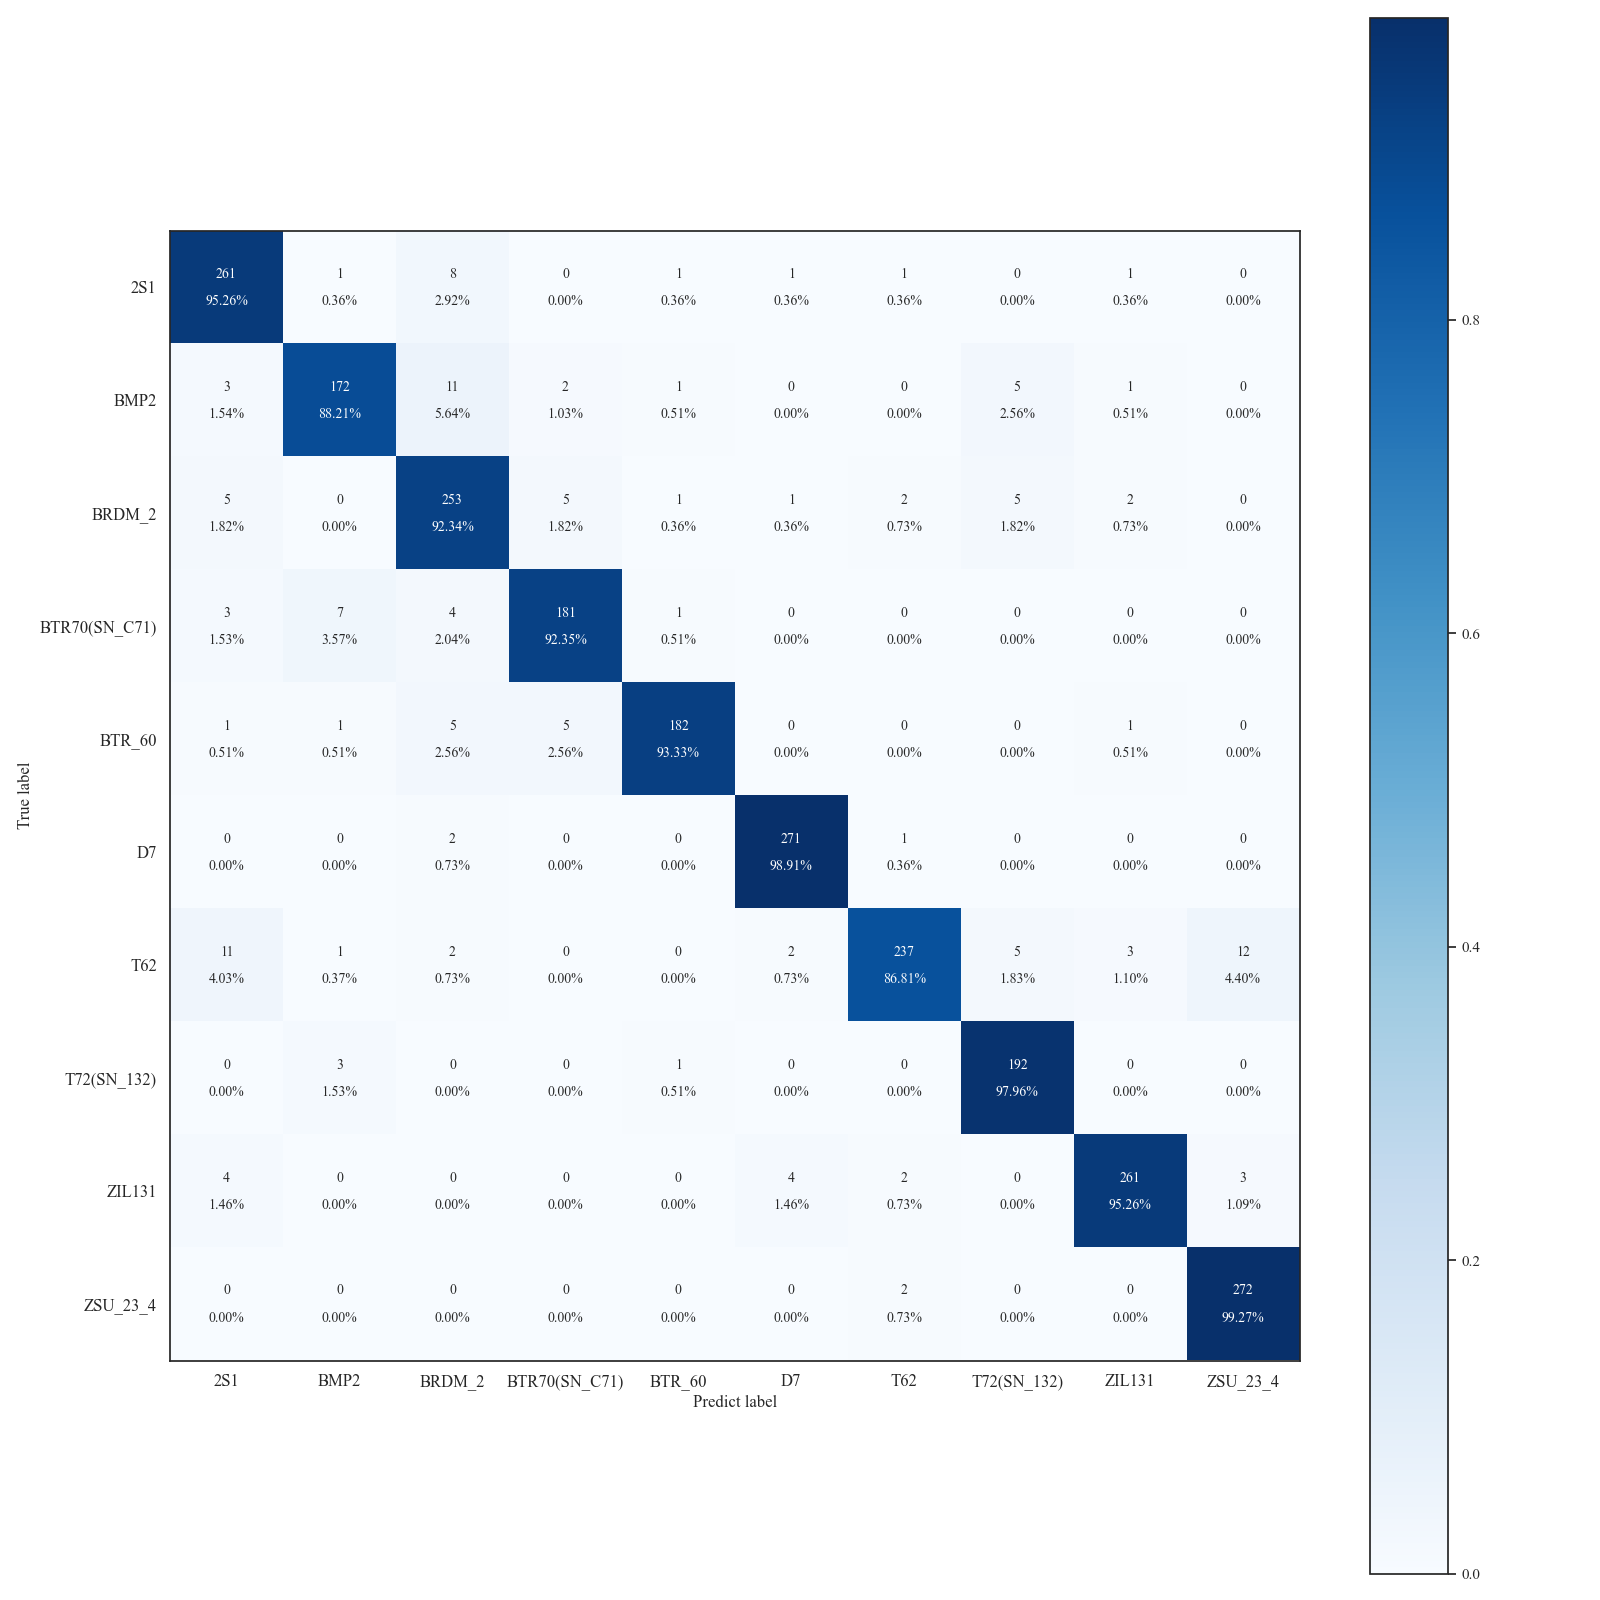 2S1
261 1 8 0 1 1 1 0 1 0
95.26% 0.36% 2.92% 0.00% 0.36% 0.36% 0.36% 0.00% 0.36% 0.00%
BMP2
3 172 11 2 1 0 0 5 1 0
1.54% 88.21% 5.64% 1.03% 0.51% 0.00% 0.00% 2.56% 0.51% 0.00%
BRDM_2
5 0 253 5 1 1 2 5 2 0
1.82% 0.00% 92.34% 1.82% 0.36% 0.36% 0.73% 1.82% 0.73% 0.00%
BTR70(SN_C71)
3 7 4 181 1 0 0 0 0 0
1.53% 3.57% 2.04% 92.35% 0.51% 0.00% 0.00% 0.00% 0.00% 0.00%
BTR_60
1 1 5 5 182 0 0 0 1 0
0.51% 0.51% 2.56% 2.56% 93.33% 0.00% 0.00% 0.00% 0.51% 0.00%
D7
0 0 2 0 0 271 1 0 0 0
0.00% 0.00% 0.73% 0.00% 0.00% 98.91% 0.36% 0.00% 0.00% 0.00%
T62
11 1 2 0 0 2 237 5 3 12
4.03% 0.37% 0.73% 0.00% 0.00% 0.73% 86.81% 1.83% 1.10% 4.40%
T72(SN_132)
0 3 0 0 1 0 0 192 0 0
0.00% 1.53% 0.00% 0.00% 0.51% 0.00% 0.00% 97.96% 0.00% 0.00%
ZIL131
4 0 0 0 0 4 2 0 261 3
1.46% 0.00% 0.00% 0.00% 0.00% 1.46% 0.73% 0.00% 95.26% 1.09%
ZSU_23_4
0 0 0 0 0 0 2 0 0 272
0.00% 0.00% 0.00% 0.00% 0.00% 0.00% 0.73% 0.00% 0.00% 99.27%
2S1 BMP2 BRDM_2 BTR70(SN_C71) BTR_60 D7 T62 T72(SN_132) ZIL131 ZSU_23_4
Predict label
True label
0.8
0.6
0.4
0.2
0.0